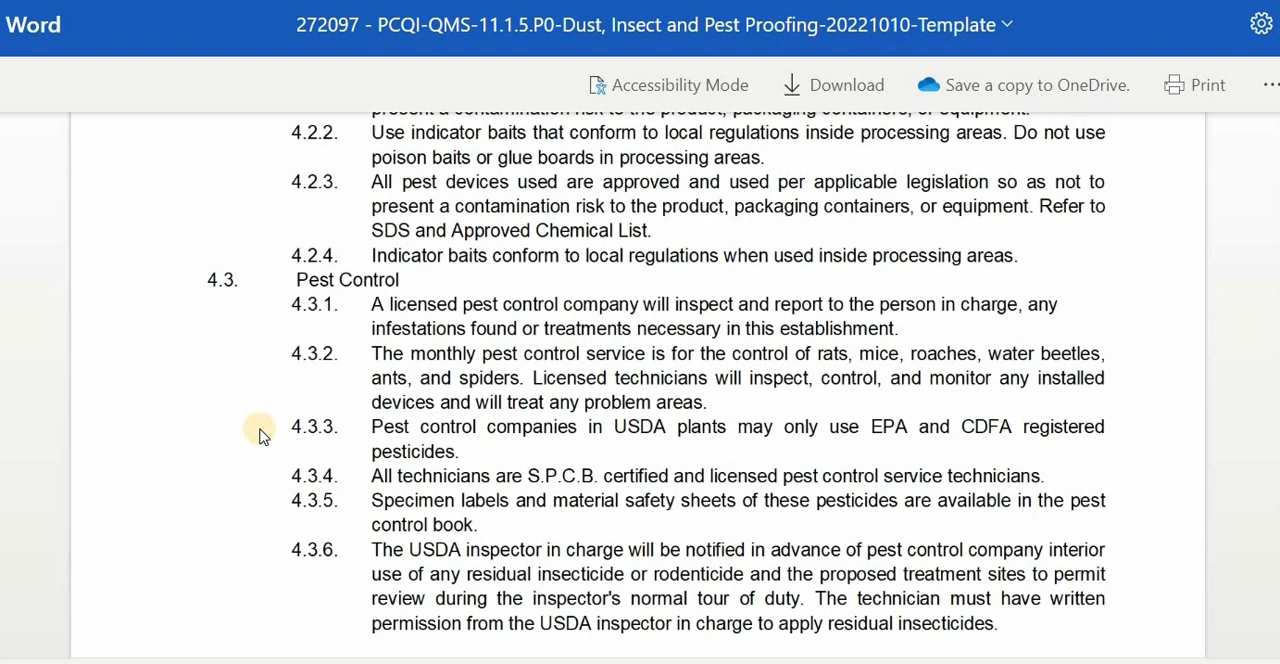 Word
272097 - PCQI-QMS-11.1.5.P0-Dust, Insect and Pest Proofing-20221010-Template
Accessibility Mode Download Save a copy to OneDrive. Print ...
present a contamination risk to the product, packaging containers, or equipment.
4.2.2. Use indicator baits that conform to local regulations inside processing areas. Do not use
poison baits or glue boards in processing areas.
4.2.3. All pest devices used are approved and used per applicable legislation so as not to
present a contamination risk to the product, packaging containers, or equipment. Refer to
SDS and Approved Chemical List.
4.2.4. Indicator baits conform to local regulations when used inside processing areas.
4.3. Pest Control
4.3.1. A licensed pest control company will inspect and report to the person in charge, any
infestations found or treatments necessary in this establishment.
4.3.2. The monthly pest control service is for the control of rats, mice, roaches, water beetles,
ants, and spiders. Licensed technicians will inspect, control, and monitor any installed
devices and will treat any problem areas.
4.3.3. Pest control companies in USDA plants may only use EPA and CDFA registered
pesticides.
4.3.4. All technicians are S.P.C.B. certified and licensed pest control service technicians.
4.3.5. Specimen labels and material safety sheets of these pesticides are available in the pest
control book.
4.3.6. The USDA inspector in charge will be notified in advance of pest control company interior
use of any residual insecticide or rodenticide and the proposed treatment sites to permit
review during the inspector's normal tour of duty. The technician must have written
permission from the USDA inspector in charge to apply residual insecticides.